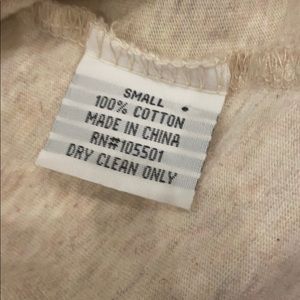 SMALL
100% COTTON
MADE IN CHINA
RN#105501
DRY CLEAN ONLY